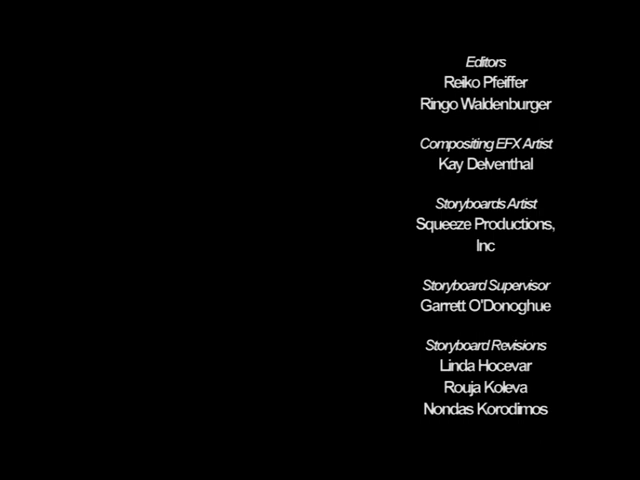 Editors
Reiko Pfeiffer
Ringo Waldenburger
Compositing EFX Artist
Kay Delventhal
Storyboards Artist
Squeeze Productions,
Inc
Storyboard Supervisor
Garrett O'Donoghue
Storyboard Revisions
Linda Hocevar
Rouja Koleva
Nondas Korodimos